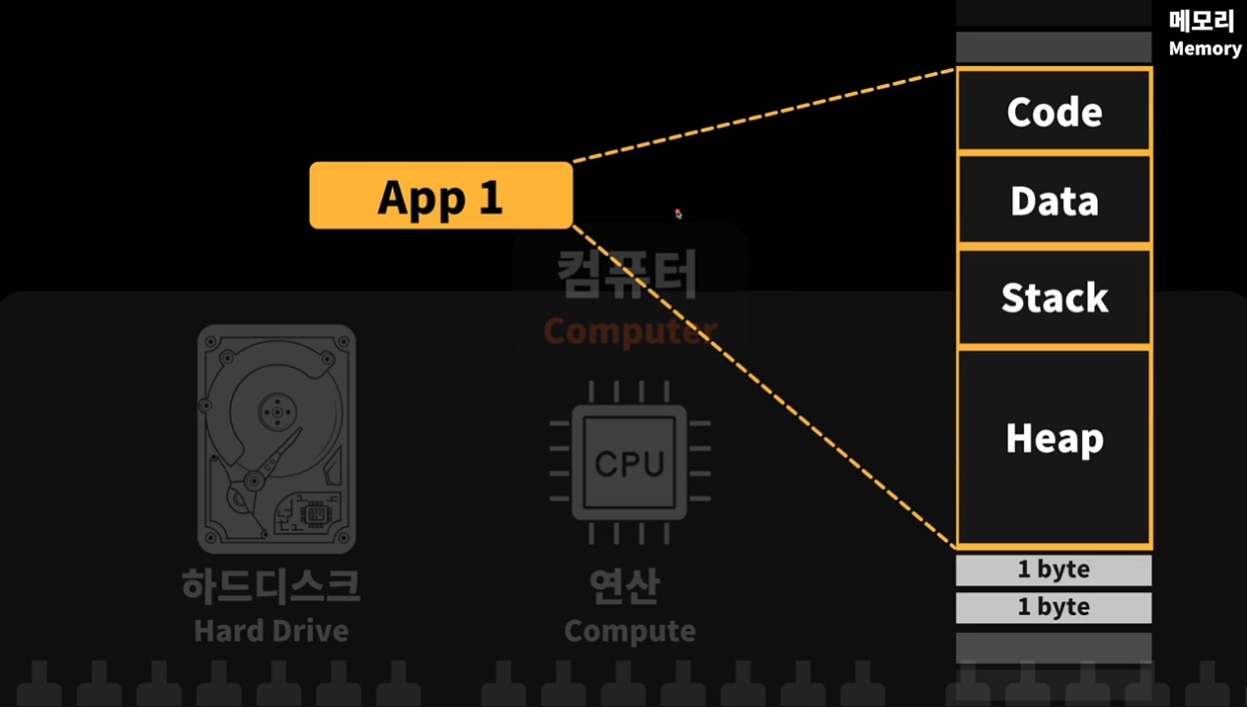 메모리
Memory
Code
App 1
Data
컴퓨터
Computer
Stack
CPU
Heap
하드디스크
Hard Drive
연산
Compute
1 byte
1 byte